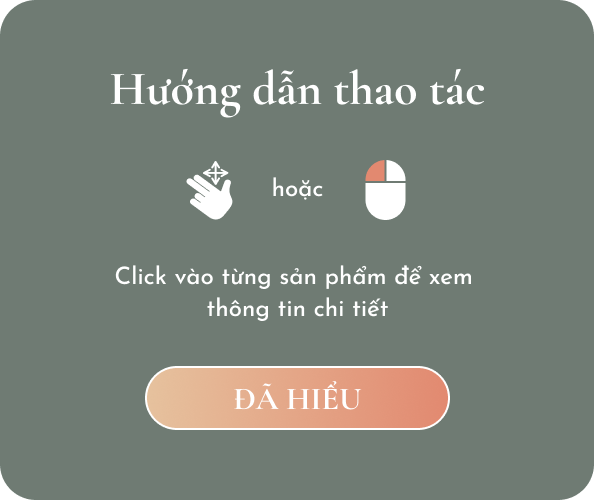 Hướng dẫn thao tác
hoặc
Click vào từng sản phẩm để xem
thông tin chi tiết
ĐÃ HIỂU